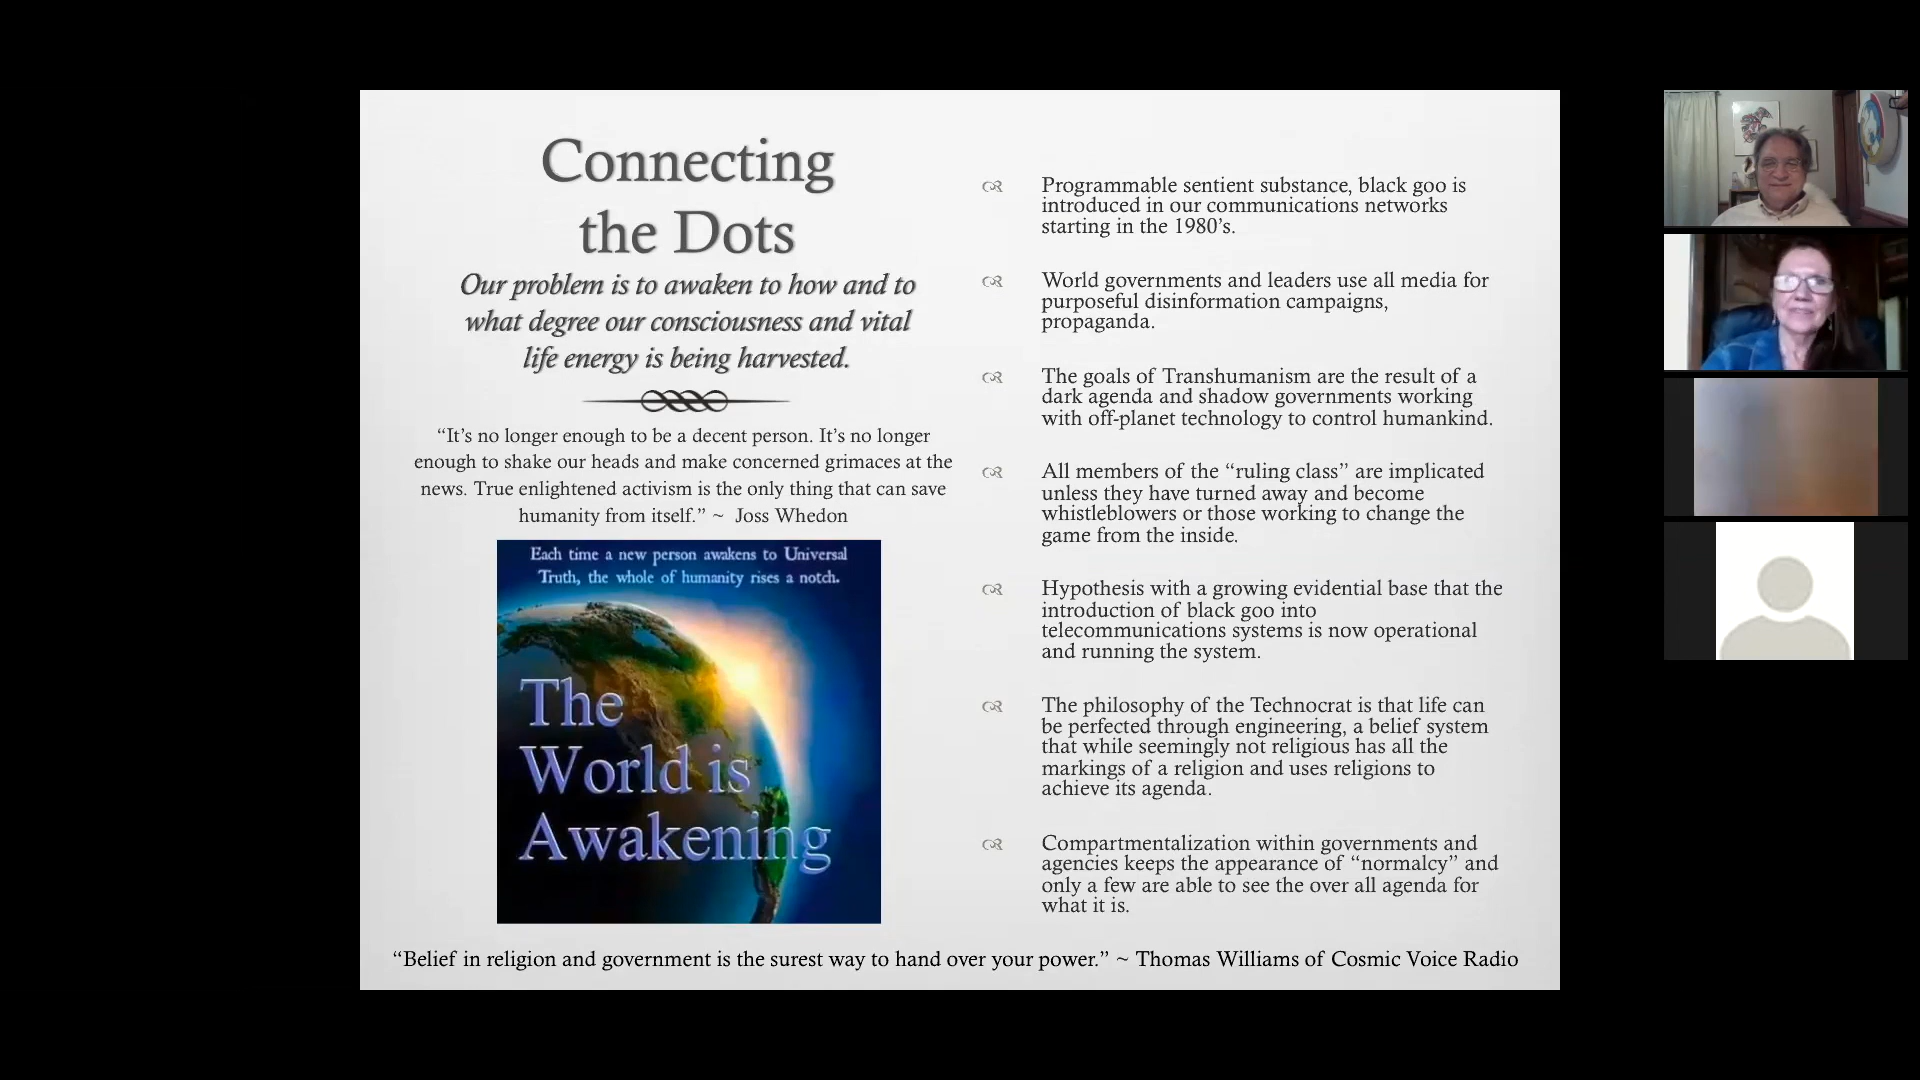 Connecting
the Dots
Our problem is to awaken to how and to
what degree our consciousness and vital
life energy is being harvested.
“It’s no longer enough to be a decent person. It’s no longer
enough to shake our heads and make concerned grimaces at the
news. True enlightened activism is the only thing that can save
humanity from itself.” ~ Joss Whedon
Each time a new person awakens to Universal
Truth, the whole of humanity rises a notch.
The
World is
Awakening
Programmable sentient substance, black goo is
introduced in our communications networks
starting in the 1980’s.
World governments and leaders use all media for
purposeful disinformation campaigns,
propaganda.
The goals of Transhumanism are the result of a
dark agenda and shadow governments working
with off-planet technology to control humankind.
All members of the “ruling class” are implicated
unless they have turned away and become
whistleblowers or those working to change the
game from the inside.
Hypothesis with a growing evidential base that the
introduction of black goo into
telecommunications systems is now operational
and running the system.
The philosophy of the Technocrat is that life can
be perfected through engineering, a belief system
that while seemingly not religious has all the
markings of a religion and uses religions to
achieve its agenda.
Compartmentalization within governments and
agencies keeps the appearance of “normalcy” and
only a few are able to see the over all agenda for
what it is.
“Belief in religion and government is the surest way to hand over your power.” ~ Thomas Williams of Cosmic Voice Radio